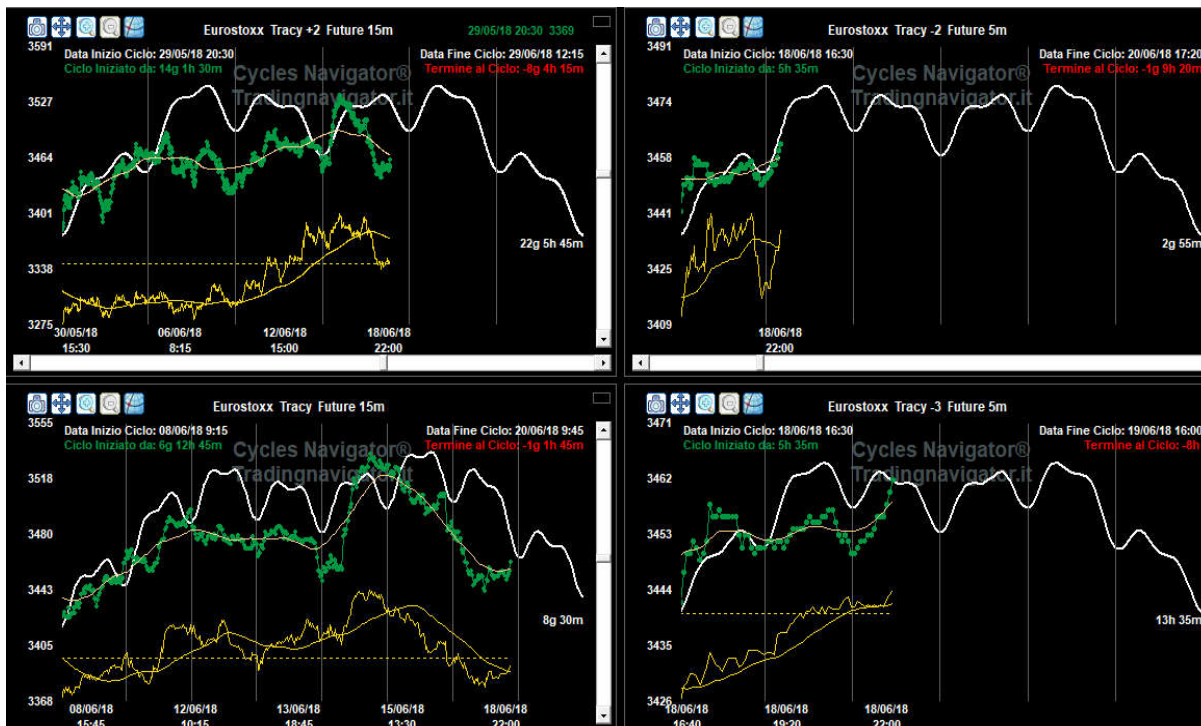 Eurostoxx Tracy +2 Future 15m
29/05/18 20:30 3369
3591
Data Inizio Ciclo: 29/05/18 20:30
Data Fine Ciclo: 29/06/18 12:15
Ciclo Iniziato da: 14g 1h 30m
Termine al Ciclo: -8g 4h 15m
Cycles Navigator®
Tradingnavigator.it
3527
3464
3401
22g 5h 45m
3338
3275
30/05/18
06/06/18
12/06/18
18/06/18
15:30
8:15
15:00
22:00
Eurostoxx Tracy -2 Future 5m
3491
Data Inizio Ciclo: 18/06/18 16:30
Data Fine Ciclo: 20/06/18 17:20
Ciclo Iniziato da: 5h 35m
Termine al Ciclo: -1g 9h 20m
Cycles Navigator®
Tradingnavigator.it
3474
3458
3441
2g 55m
3425
3409
18/06/18
22:00
Eurostoxx Tracy Future 15m
3555
Data Inizio Ciclo: 08/06/18 9:15
Data Fine Ciclo: 20/06/18 9:45
Ciclo Iniziato da: 6g 12h 45m
Termine al Ciclo: -1g 1h 45m
Cycles Navigator®
Tradingnavigator.it
3518
3480
3443
8g 30m
3405
3368
08/06/18
12/06/18
13/06/18
15/06/18
18/06/18
15:45
10:15
18:45
13:30
22:00
Eurostoxx Tracy -3 Future 5m
3471
Data Inizio Ciclo: 18/06/18 16:30
Data Fine Ciclo: 19/06/18 16:00
Ciclo Iniziato da: 5h 35m
Termine al Ciclo: -8h
Cycles Navigator®
Tradingnavigator.it
3462
3453
3444
13h 35m
3435
3426
18/06/18
18/06/18
18/06/18
16:40
19:20
22:00